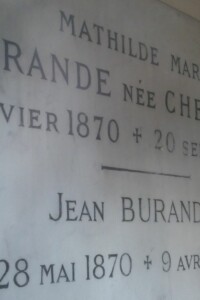 MATHILDE MAR
RANDE NÉE CHE
VIER 1870 + 20 SE
JEAN BURAND
28 MAI 1870 + 9 AVR